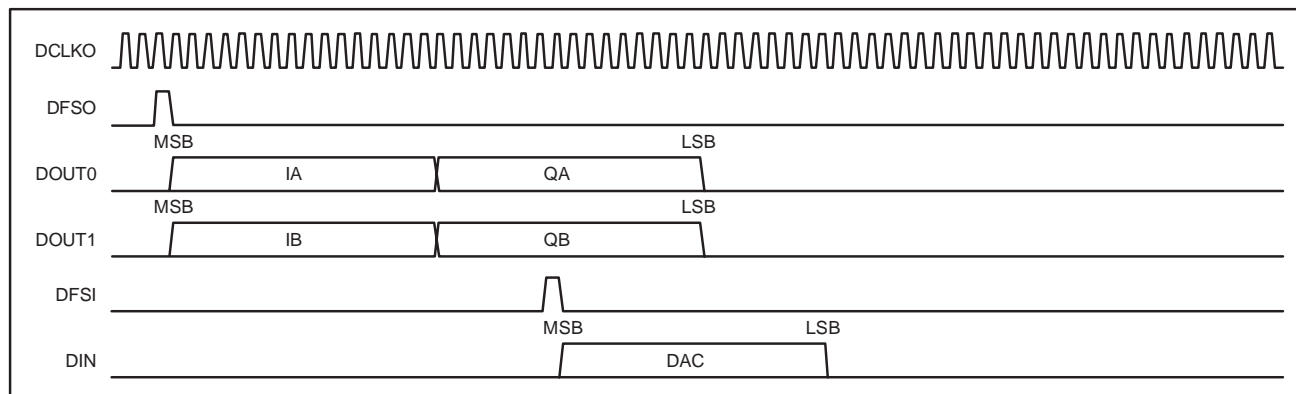 DCLKO
DFSO
MSB LSB
DOUT0 IA QA
MSB LSB
DOUT1 IB QB
DFSI
MSB LSB
DIN DAC